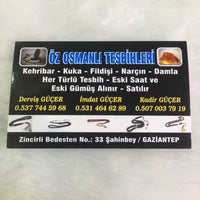 ÖZ OSMANLI TESBİHLERİ
Kehribar - Kuka - Fildişi - Narçın - Damla
Her Türlü Tesbih - Eski Saat ve
Eski Gümüş Alınır - Satılır
Derviş GÜÇER İmdat GÜÇER Kadir GÜÇER
0.537 744 59 68 0.531 464 62 89 0.507 003 79 19
Zincirli Bedesten No.: 33 Şahinbey / GAZİANTEP